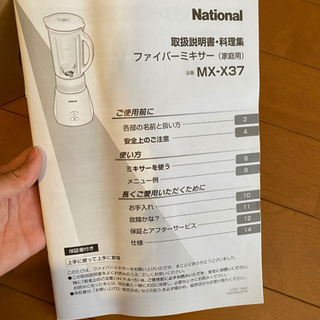 National
取扱説明書・料理集
ファイバーミキサー(家庭用)
品番 MX-X37
ご使用前に
各部の名前と扱い方 3
安全上のご注意 4
使い方
ミキサーを使う 6
メニュー例 8
長くご愛用いただくために
お手入れ 10
故障かな? 11
保証とアフターサービス 12
仕様 14
保証書付き
上手に使って上手に節電